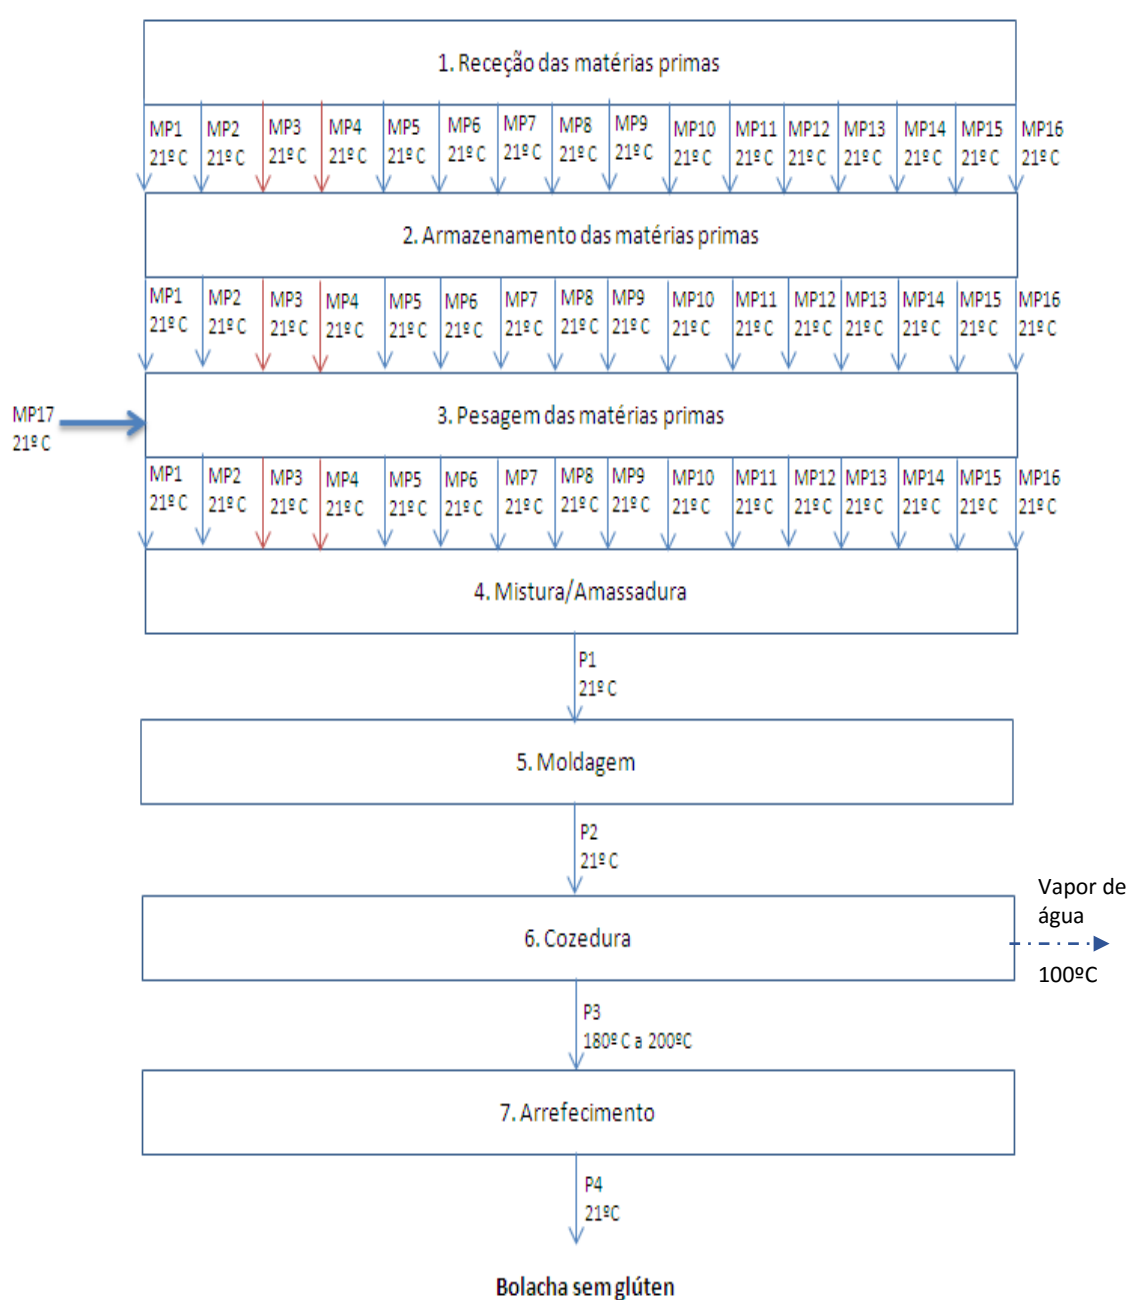 1. Receção das matérias primas
MP1 MP2 MP3 MP4 MP5 MP6 MP7 MP8 MP9 MP10 MP11 MP12 MP13 MP14 MP15 MP16
21º C 21º C 21º C 21º C 21º C 21º C 21º C 21º C 21º C 21º C 21º C 21º C 21º C 21º C 21º C 21º C
2. Armazenamento das matérias primas
MP1 MP2 MP3 MP4 MP5 MP6 MP7 MP8 MP9 MP10 MP11 MP12 MP13 MP14 MP15 MP16
21º C 21º C 21º C 21º C 21º C 21º C 21º C 21º C 21º C 21º C 21º C 21º C 21º C 21º C 21º C 21º C
MP17
21º C
3. Pesagem das matérias primas
MP1 MP2 MP3 MP4 MP5 MP6 MP7 MP8 MP9 MP10 MP11 MP12 MP13 MP14 MP15 MP16
21º C 21º C 21º C 21º C 21º C 21º C 21º C 21º C 21º C 21º C 21º C 21º C 21º C 21º C 21º C 21º C
4. Mistura/Amassadura
P1
21º C
5. Moldagem
P2
21º C
6. Cozedura
Vapor de
água
100ºC
P3
180º C a 200ºC
7. Arrefecimento
P4
21ºC
Bolacha sem glúten